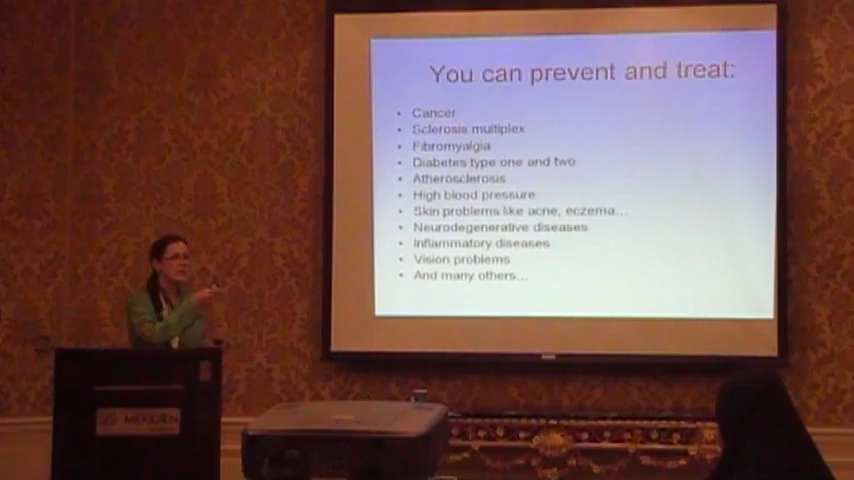 You can prevent and treat:
• Cancer
• Sclerosis multiplex
• Fibromyalgia
• Diabetes type one and two
• Atherosclerosis
• High blood pressure
• Skin problems like acne, eczema…
• Neurodegenerative diseases
• Inflammatory diseases
• Vision problems
• And many others…
MERIDIEN